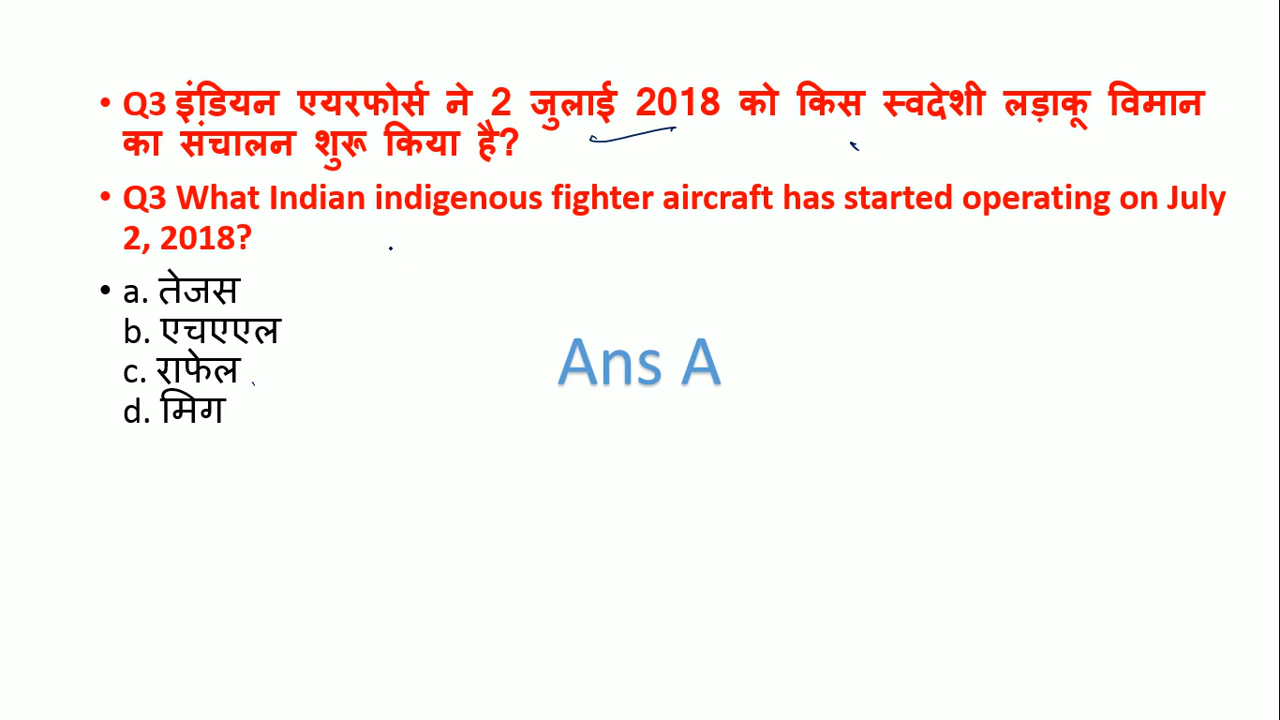 • Q3 इंडियन एयरफोर्स ने 2 जुलाई 2018 को किस स्वदेशी लड़ाकू विमान
का संचालन शुरू किया है?
• Q3 What Indian indigenous fighter aircraft has started operating on July
2, 2018?
• a. तेजस
b. एचएएल
c. राफेल
d. मिग
Ans A